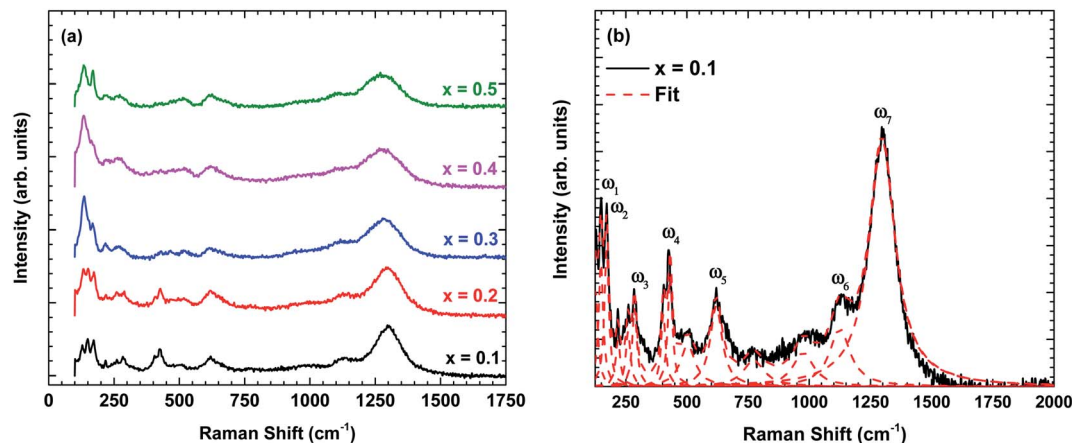 (a)
x = 0.5
x = 0.4
x = 0.3
x = 0.2
x = 0.1
Intensity (arb. units)
0 250 500 750 1000 1250 1500 1750
Raman Shift (cm⁻¹)
(b)
x = 0.1
Fit
ω₁
ω₂
ω₃
ω₄
ω₅
ω₆
ω₇
Intensity (arb. units)
250 500 750 1000 1250 1500 1750 2000
Raman Shift (cm⁻¹)